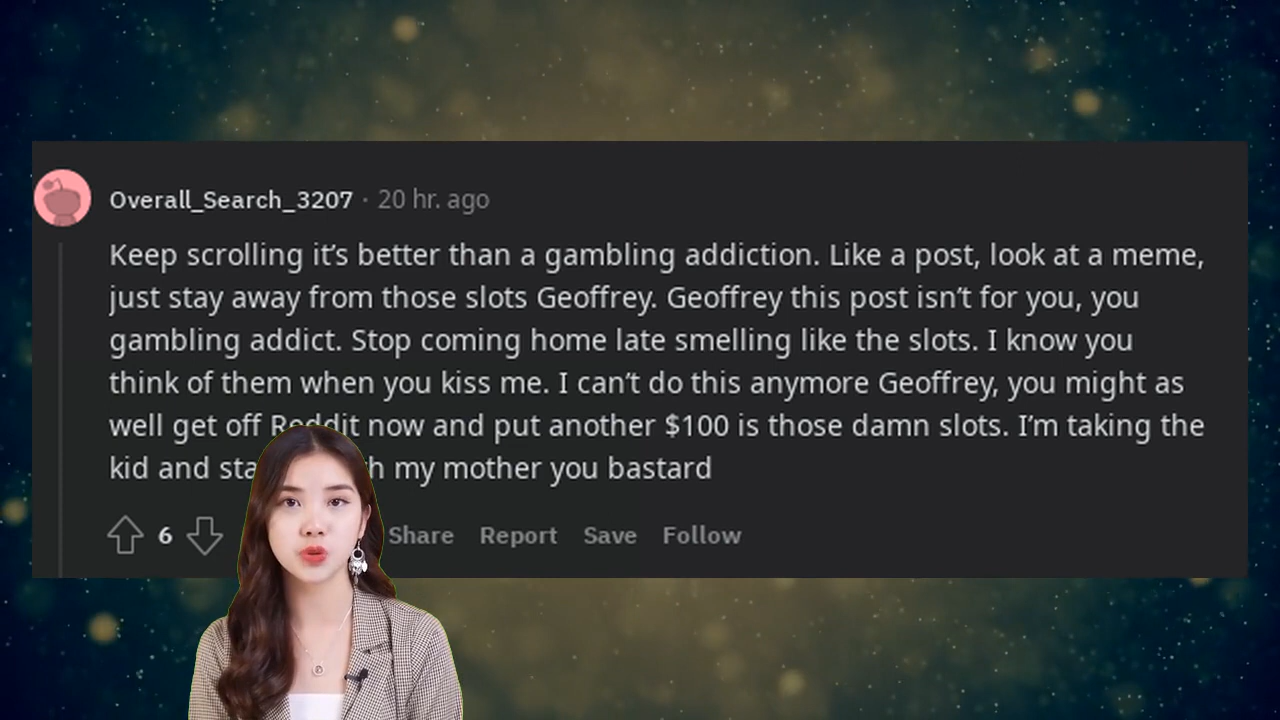 Overall_Search_3207 · 20 hr. ago
Keep scrolling it’s better than a gambling addiction. Like a post, look at a meme,
just stay away from those slots Geoffrey. Geoffrey this post isn’t for you, you
gambling addict. Stop coming home late smelling like the slots. I know you
think of them when you kiss me. I can’t do this anymore Geoffrey, you might as
well get off Reddit now and put another $100 is those damn slots. I’m taking the
kid and my mother you bastard
6 Share Report Save Follow